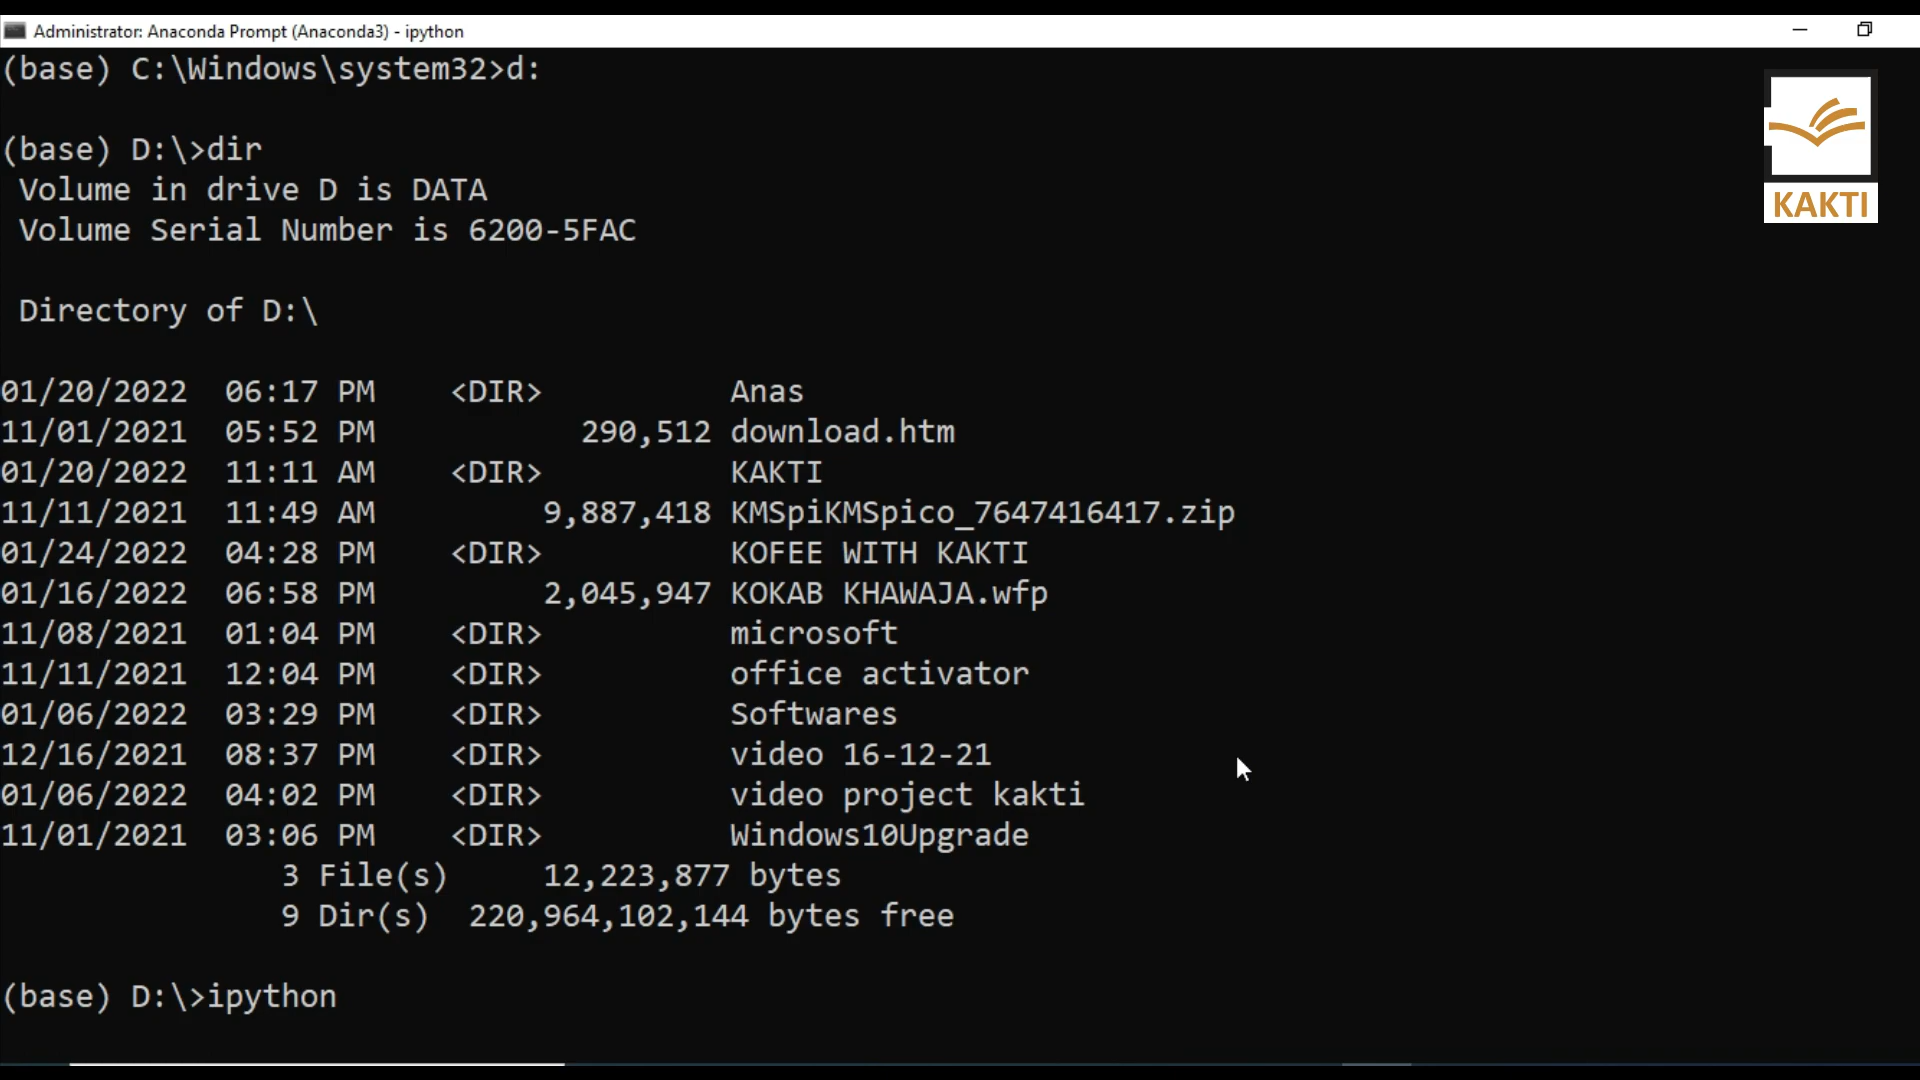 Administrator: Anaconda Prompt (Anaconda3) - ipython
(base) C:\Windows\system32>d:
KAKTI
(base) D:\>dir
Volume in drive D is DATA
Volume Serial Number is 6200-5FAC
Directory of D:\
01/20/2022 06:17 PM <DIR> Anas
11/01/2021 05:52 PM 290,512 download.htm
01/20/2022 11:11 AM <DIR> KAKTI
11/11/2021 11:49 AM 9,887,418 KMSpiKMSpico_7647416417.zip
01/24/2022 04:28 PM <DIR> KOFEE WITH KAKTI
01/16/2022 06:58 PM 2,045,947 KOKAB KHAWAJA.wfp
11/08/2021 01:04 PM <DIR> microsoft
11/11/2021 12:04 PM <DIR> office activator
01/06/2022 03:29 PM <DIR> Softwares
12/16/2021 08:37 PM <DIR> video 16-12-21
01/06/2022 04:02 PM <DIR> video project kakti
11/01/2021 03:06 PM <DIR> Windows10Upgrade
3 File(s) 12,223,877 bytes
9 Dir(s) 220,964,102,144 bytes free
(base) D:\>ipython